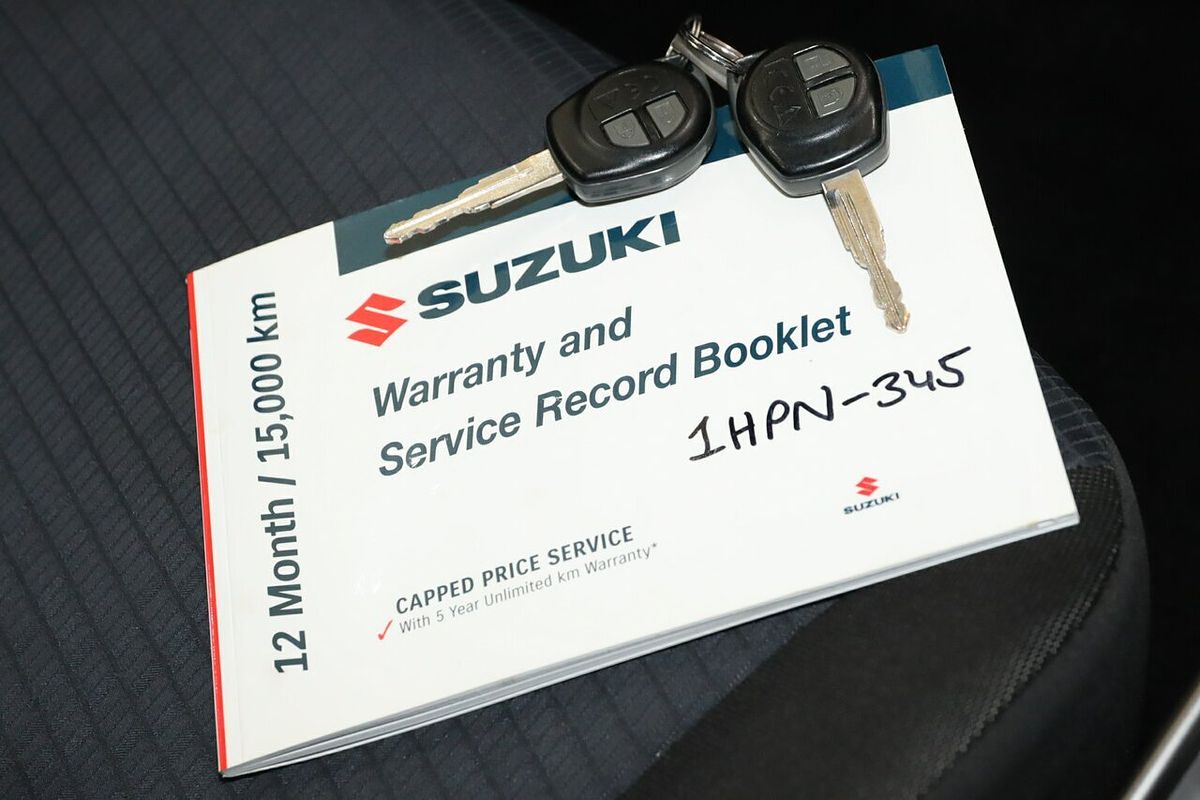 SUZUKI
Warranty and
Service Record Booklet
1HPN-345
SUZUKI
CAPPED PRICE SERVICE
✓ With 5 Year Unlimited km Warranty*
12 Month / 15,000 km